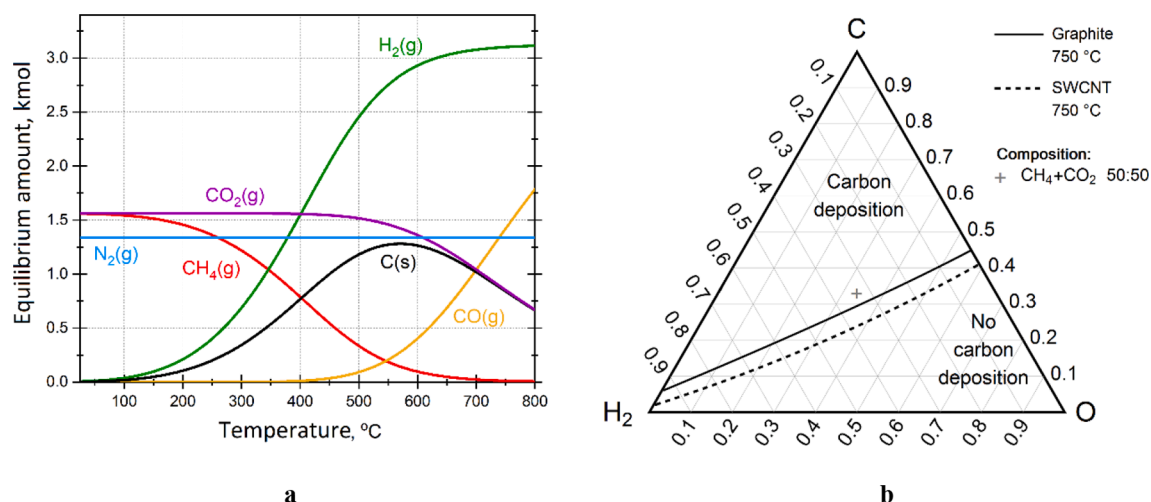 Equilibrium amount, kmol
3.0
2.5
2.0
1.5
1.0
0.5
0.0
H₂(g)
CO₂(g)
N₂(g)
CH₄(g)
C(s)
CO(g)
100 200 300 400 500 600 700 800
Temperature, °C
a
C
H₂
O
0.1
0.2
0.3
0.4
0.5
0.6
0.7
0.8
0.9
0.9
0.8
0.7
0.6
0.5
0.4
0.3
0.2
0.1
0.1 0.2 0.3 0.4 0.5 0.6 0.7 0.8 0.9
Carbon
deposition
No
carbon
deposition
Graphite
750 °C
SWCNT
750 °C
Composition:
+ CH₄+CO₂ 50:50
b